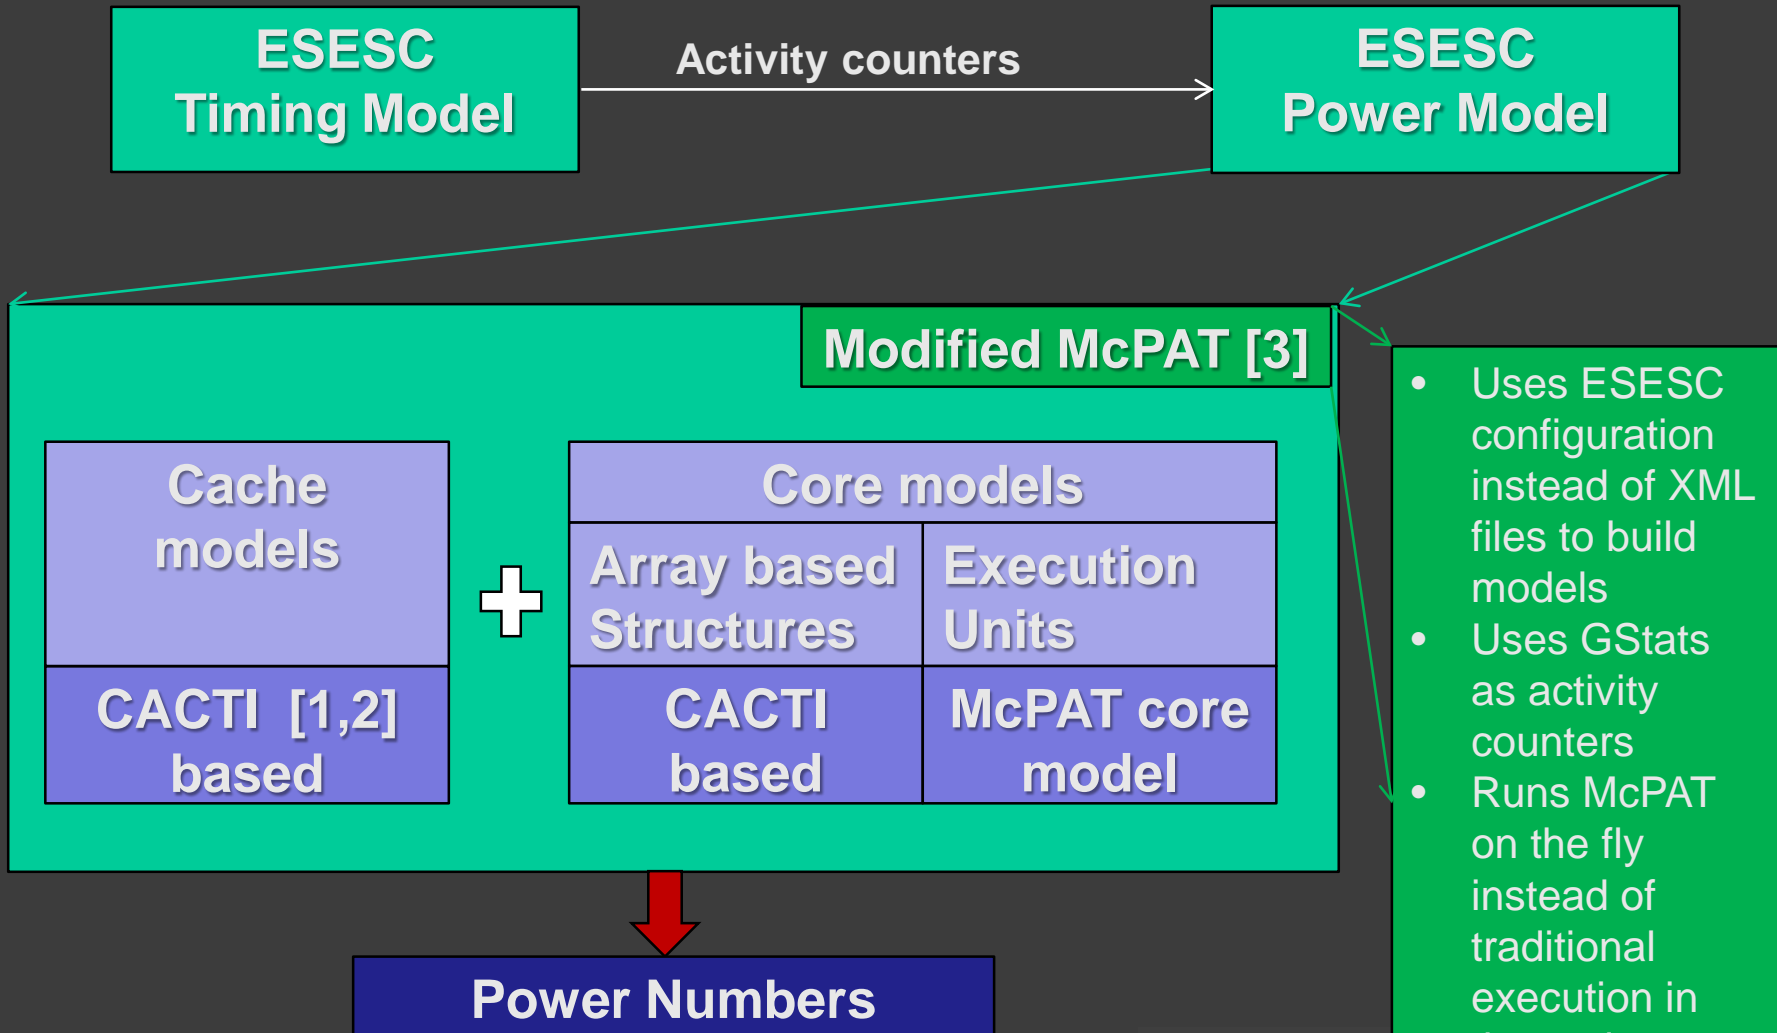 ESESC
Timing Model
Activity counters
ESESC
Power Model
Modified McPAT [3]
Cache
models
CACTI [1,2]
based
Core models
Array based
Structures
Execution
Units
CACTI
based
McPAT core
model
• Uses ESESC
configuration
instead of XML
files to build
models
• Uses GStats
as activity
counters
• Runs McPAT
on the fly
instead of
traditional
execution in
Power Numbers